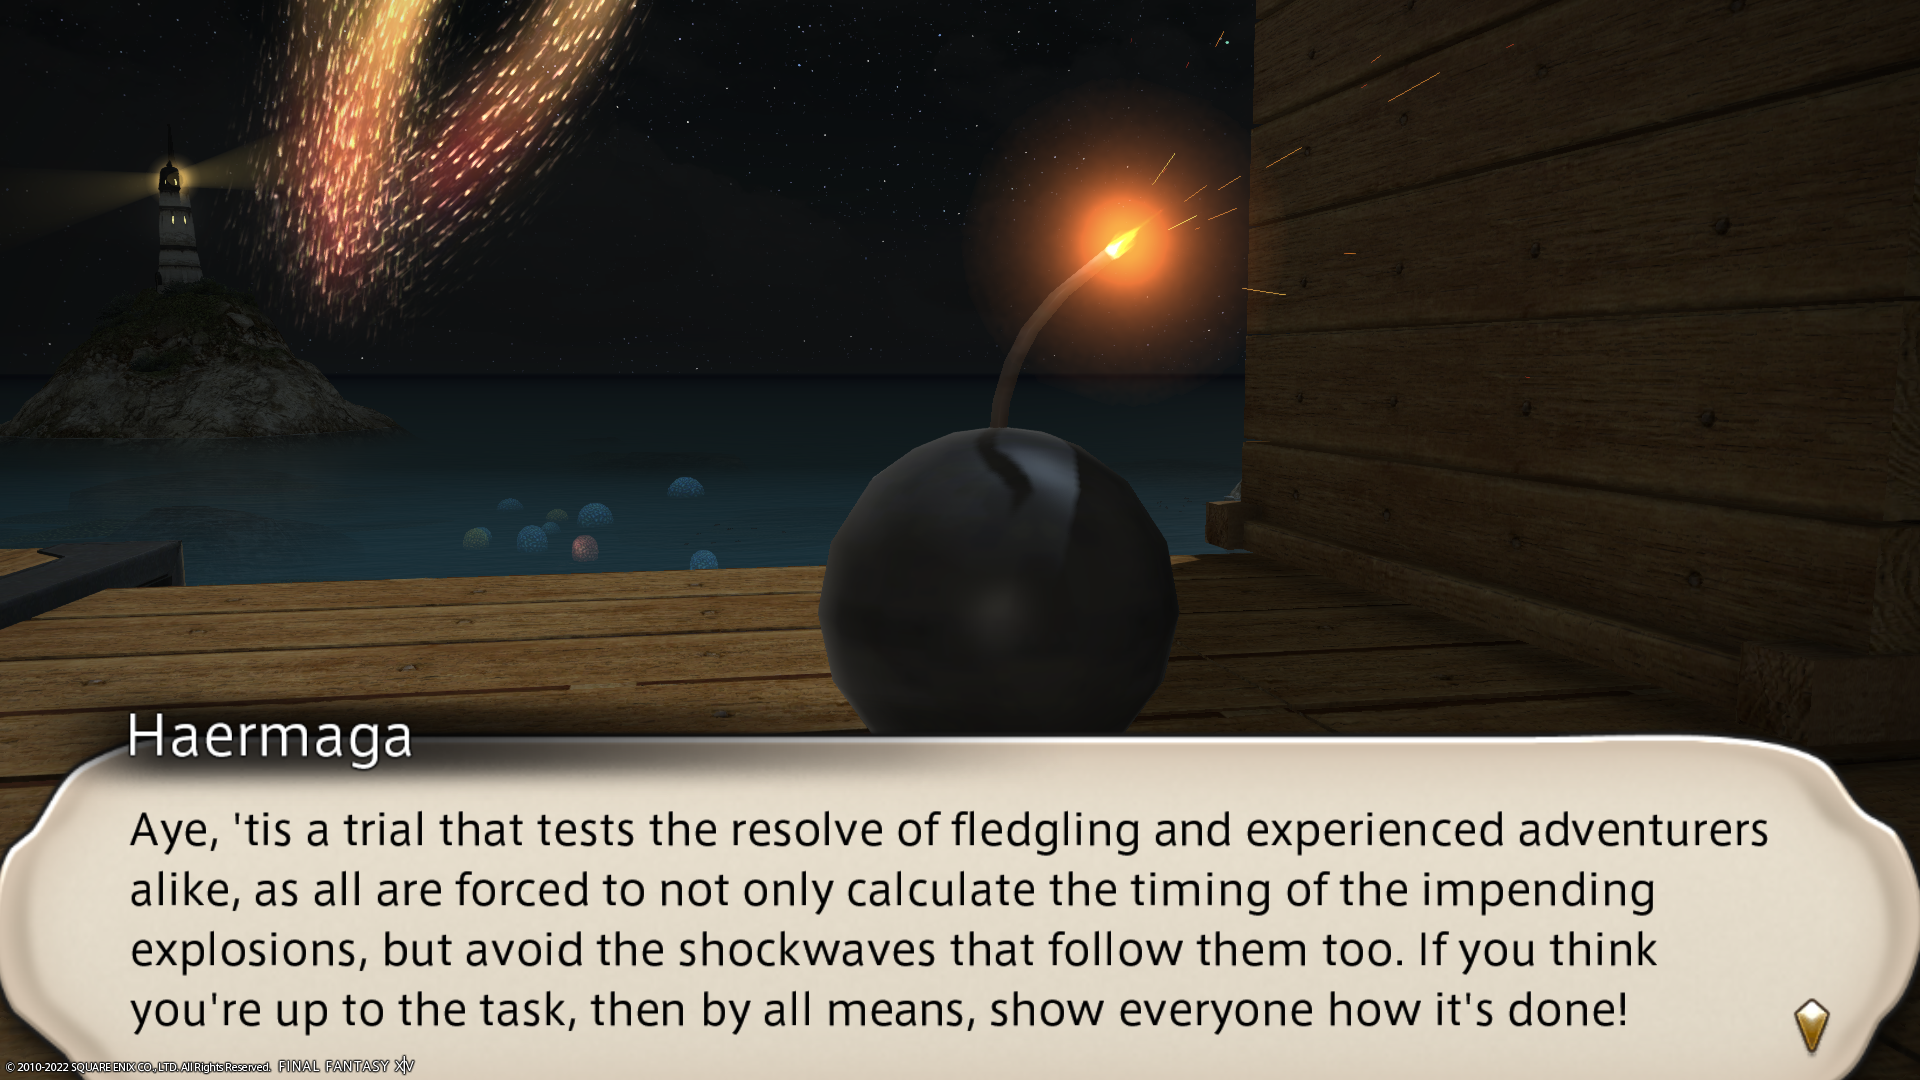 Haermaga
Aye, 'tis a trial that tests the resolve of fledgling and experienced adventurers
alike, as all are forced to not only calculate the timing of the impending
explosions, but avoid the shockwaves that follow them too. If you think
you're up to the task, then by all means, show everyone how it's done!
© 2010-2022 SQUARE ENIX CO., LTD. All Rights Reserved. FINAL FANTASY XIV